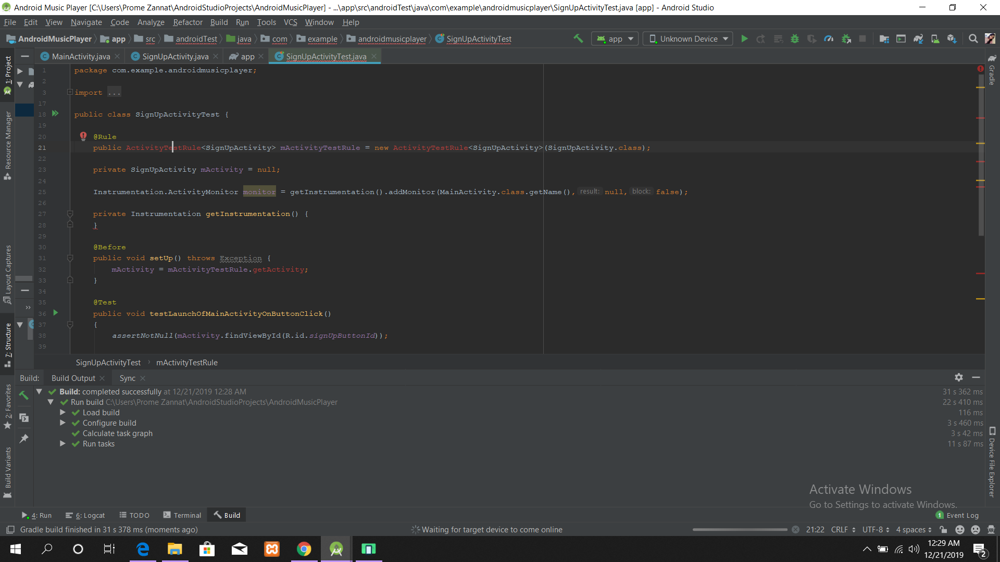 Android Music Player [C:\Users\Prome Zannat\AndroidStudioProjects\AndroidMusicPlayer] - ...\app\src\androidTest\java\com\example\androidmusicplayer\SignUpActivityTest.java [app] - Android Studio
File Edit View Navigate Code Analyze Refactor Build Run Tools VCS Window Help
AndroidMusicPlayer app src androidTest java com example androidmusicplayer SignUpActivityTest app Unknown Device
MainActivity.java SignUpActivity.java app SignUpActivityTest.java
1: Project
Resource Manager
Layout Captures
7: Structure
2: Favorites
Build Variants
Gradle
Device File Explorer
1 package com.example.androidmusicplayer;
2
3 import ...
17
18 public class SignUpActivityTest {
19
20 @Rule
21 public ActivityTestRule<SignUpActivity> mActivityTestRule = new ActivityTestRule<SignUpActivity>(SignUpActivity.class);
22
23 private SignUpActivity mActivity = null;
24
25 Instrumentation.ActivityMonitor monitor = getInstrumentation().addMonitor(MainActivity.class.getName(), result: null, block: false);
26
27 private Instrumentation getInstrumentation() {
28 }
29
30 @Before
31 public void setUp() throws Exception {
32 mActivity = mActivityTestRule.getActivity;
33 }
34
35 @Test
36 public void testLaunchOfMainActivityOnButtonClick()
37 {
38 assertNotNull(mActivity.findViewById(R.id.signUpButtonId));
39
SignUpActivityTest › mActivityTestRule
Build: Build Output Sync
Build: completed successfully at 12/21/2019 12:28 AM 31 s 362 ms
Run build C:\Users\Prome Zannat\AndroidStudioProjects\AndroidMusicPlayer 22 s 410 ms
Load build 116 ms
Configure build 3 s 460 ms
Calculate task graph 3 s 42 ms
Run tasks 11 s 87 ms
Activate Windows
Go to Settings to activate Windows.
4: Run 6: Logcat TODO Terminal Build 1 Event Log
Gradle build finished in 31 s 378 ms (moments ago) Waiting for target device to come online 21:22 CRLF UTF-8 4 spaces
12:29 AM
12/21/2019
2